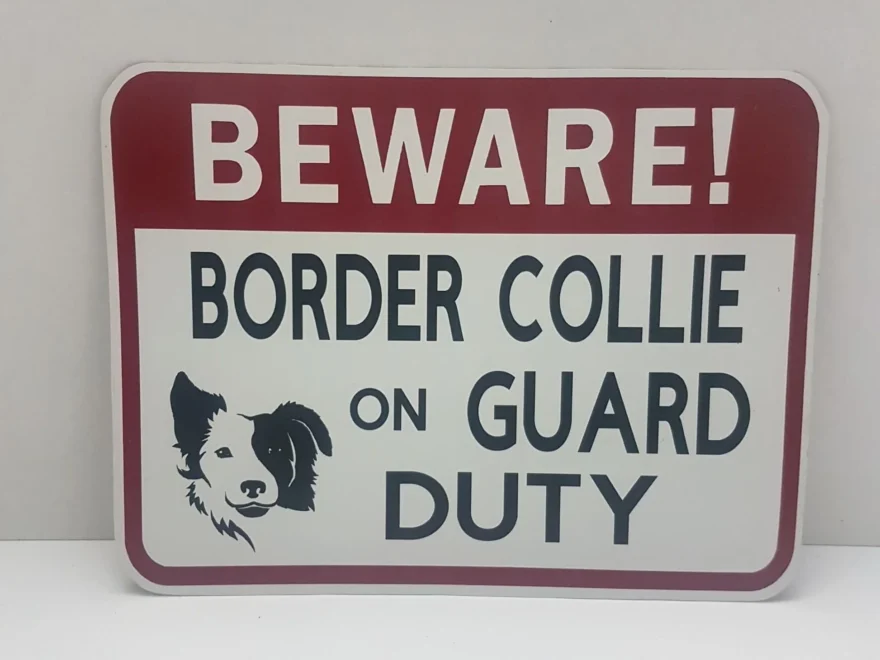 BEWARE!
BORDER COLLIE
ON GUARD
DUTY